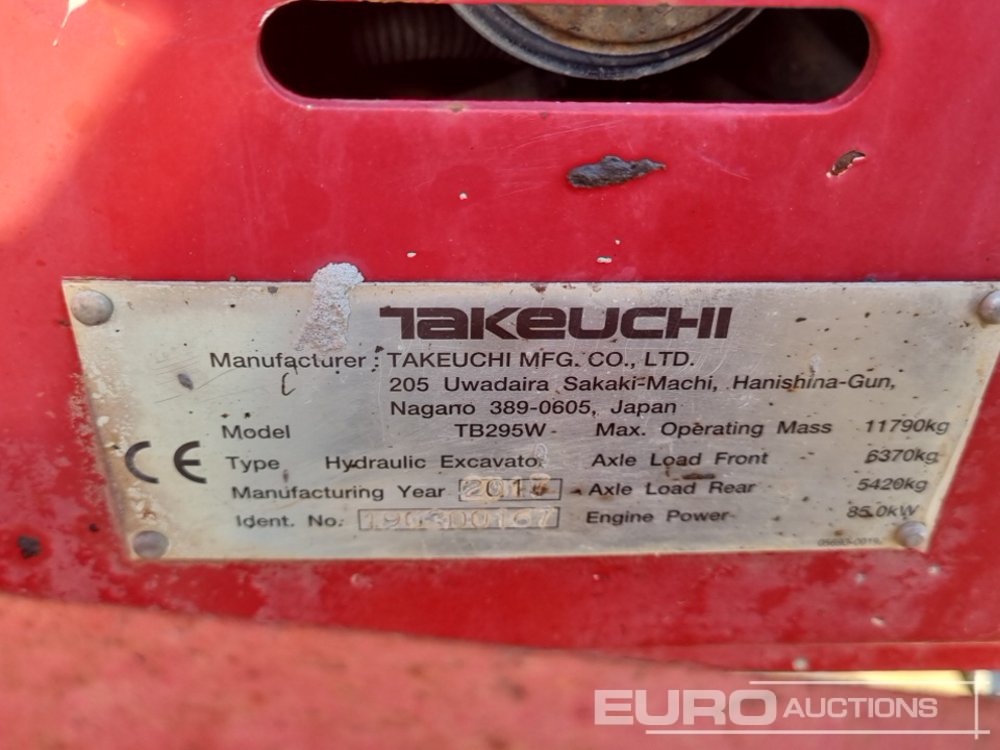 TAKEUCHI
Manufacturer : TAKEUCHI MFG. CO., LTD.
205 Uwadaira Sakaki-Machi, Hanishina-Gun,
Nagano 389-0605, Japan
Model TB295W Max. Operating Mass 11790kg
Type Hydraulic Excavator Axle Load Front 6370kg
Manufacturing Year Axle Load Rear 5420kg
Ident. No. Engine Power 85.0kW
CE
EURO AUCTIONS